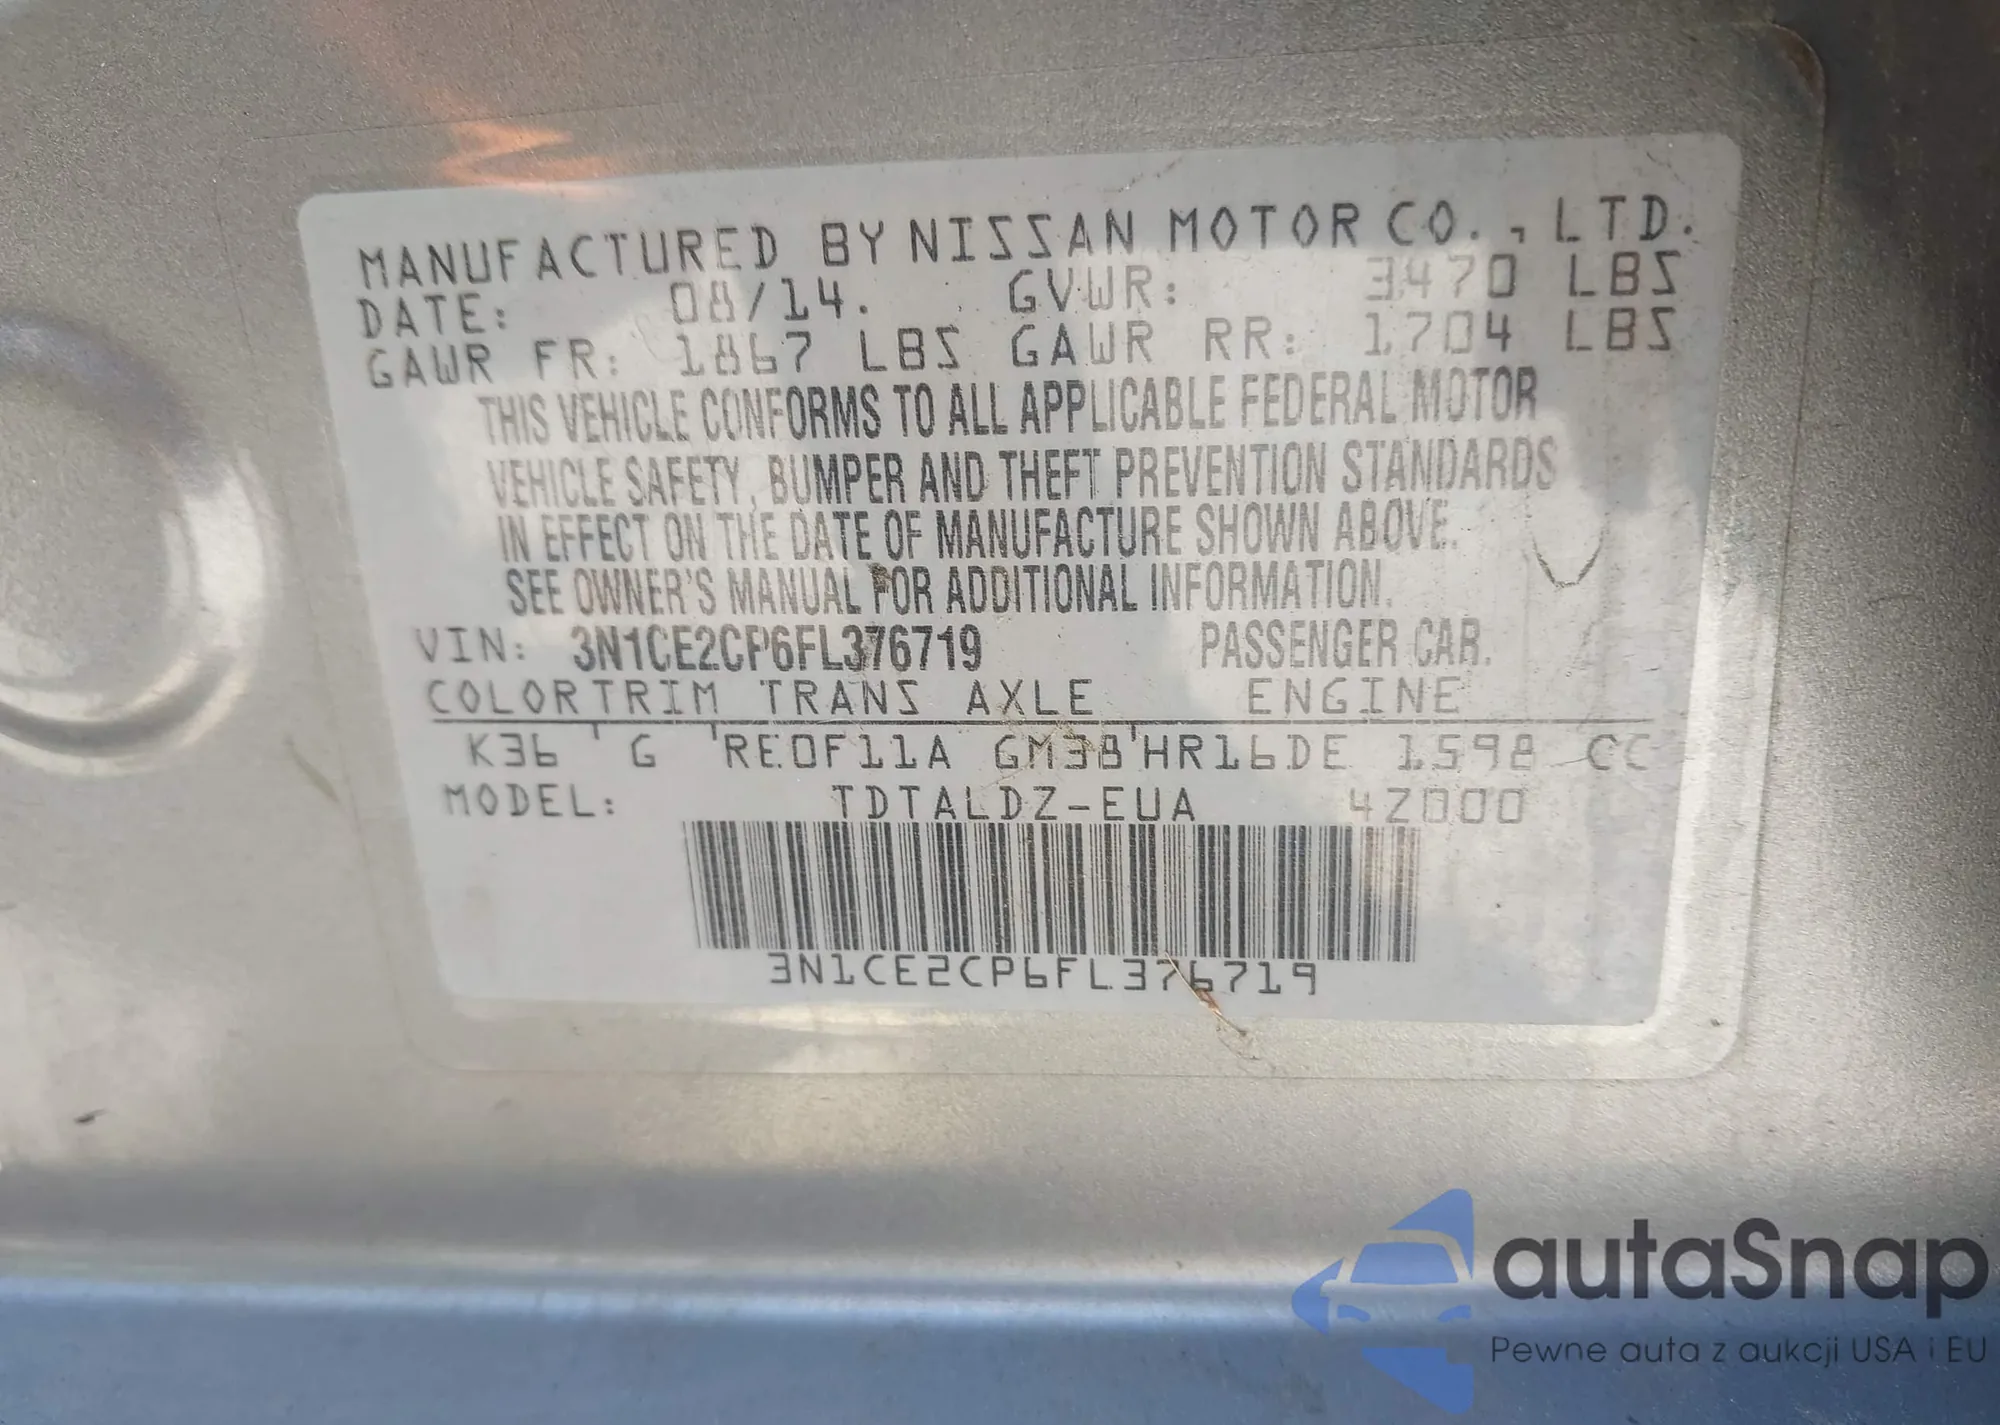 MANUFACTURED BY NISSAN MOTOR CO., LTD.
DATE: 08/14. GVWR: 3470 LBS
GAWR FR: 1867 LBS GAWR RR: 1704 LBS
THIS VEHICLE CONFORMS TO ALL APPLICABLE FEDERAL MOTOR
VEHICLE SAFETY, BUMPER AND THEFT PREVENTION STANDARDS
IN EFFECT ON THE DATE OF MANUFACTURE SHOWN ABOVE.
SEE OWNER'S MANUAL FOR ADDITIONAL INFORMATION.
VIN: 3N1CE2CP6FL376719 PASSENGER CAR.
COLOR TRIM TRANS AXLE ENGINE
K36 ' G 'RE0F11A GM38'HR16DE 1598 CC
MODEL: TDTALDZ-EUA 4Z000
3N1CE2CP6FL376719
autaSnap
Pewne auta z aukcji USA i EU